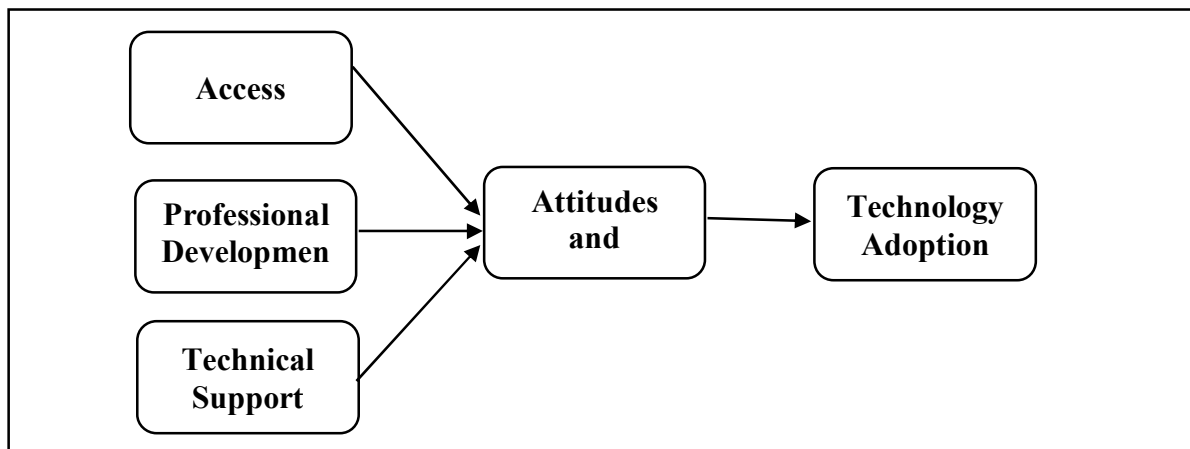 Access
Professional
Developmen
Technical
Support
Attitudes
and
Technology
Adoption